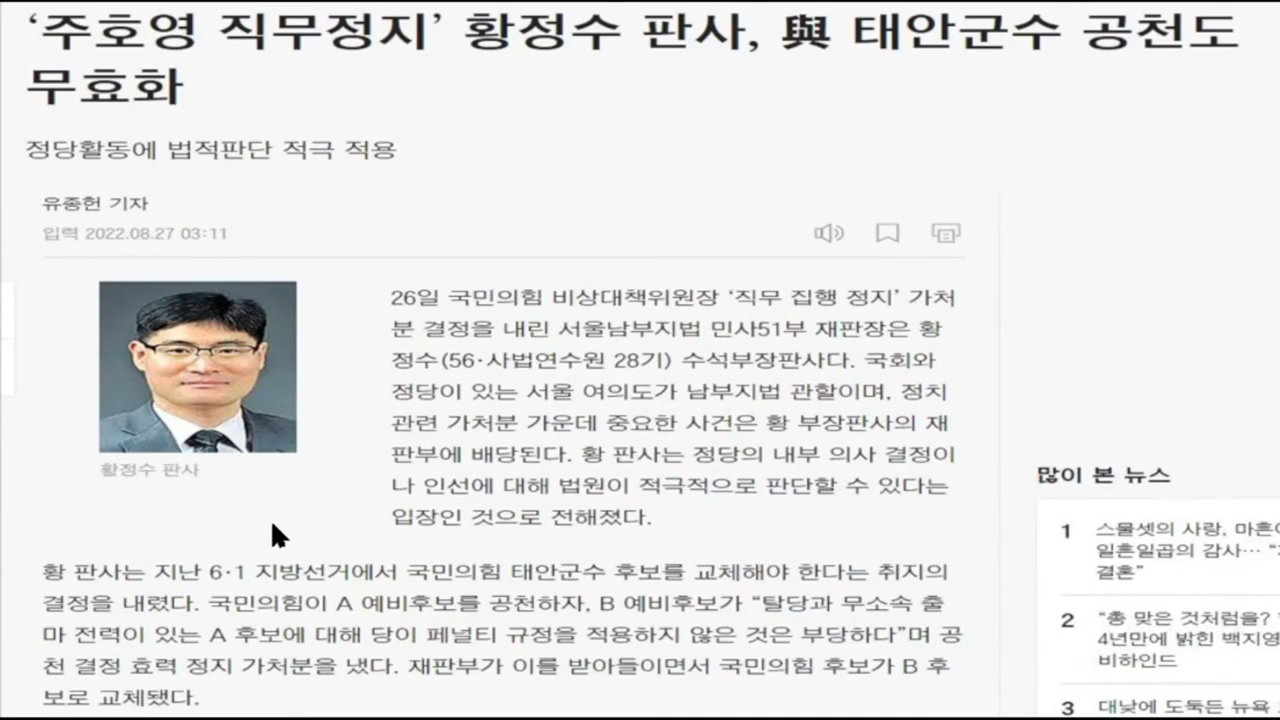 ‘주호영 직무정지’ 황정수 판사, 與 태안군수 공천도
무효화
정당활동에 법적판단 적극 적용
유종헌 기자
입력 2022.08.27 03:11
황정수 판사
26일 국민의힘 비상대책위원장 ‘직무 집행 정지’ 가처
분 결정을 내린 서울남부지법 민사51부 재판장은 황
정수(56·사법연수원 28기) 수석부장판사다. 국회와
정당이 있는 서울 여의도가 남부지법 관할이며, 정치
관련 가처분 가운데 중요한 사건은 황 부장판사의 재
판부에 배당된다. 황 판사는 정당의 내부 의사 결정이
나 인선에 대해 법원이 적극적으로 판단할 수 있다는
입장인 것으로 전해졌다.
황 판사는 지난 6·1 지방선거에서 국민의힘 태안군수 후보를 교체해야 한다는 취지의
결정을 내렸다. 국민의힘이 A 예비후보를 공천하자, B 예비후보가 “탈당과 무소속 출
마 전력이 있는 A 후보에 대해 당이 페널티 규정을 적용하지 않은 것은 부당하다”며 공
천 결정 효력 정지 가처분을 냈다. 재판부가 이를 받아들이면서 국민의힘 후보가 B 후
보로 교체됐다.
많이 본 뉴스
1 스물셋의 사랑, 마흔
일흔일곱의 감사…
결혼”
2 “총 맞은 것처럼을?
4년만에 밝힌 백지영
비하인드
3 대낮에 도둑든 뉴욕